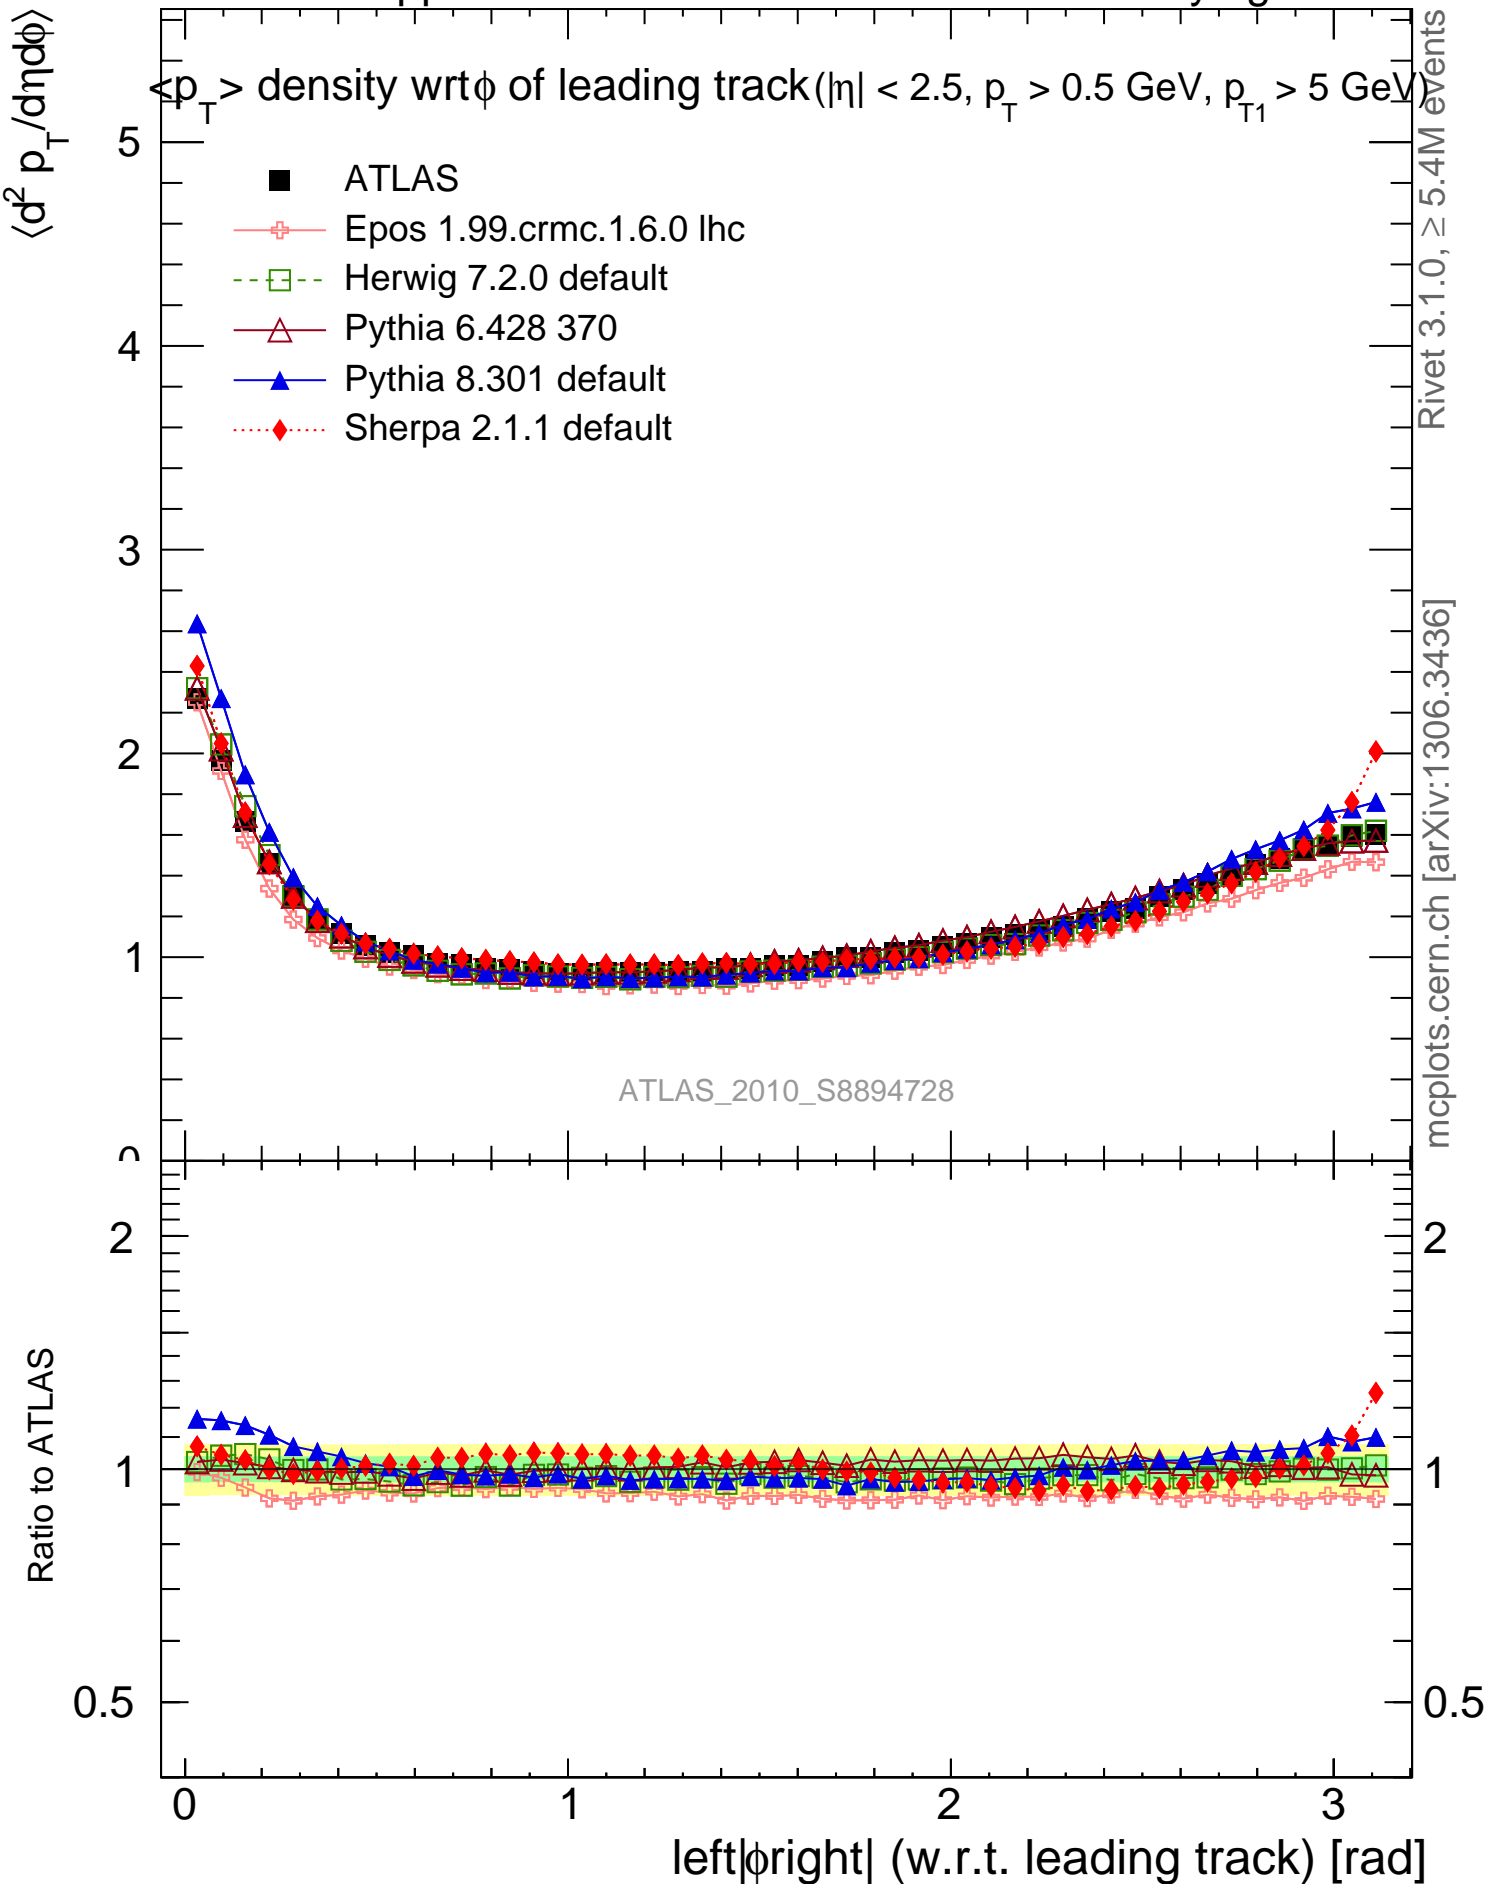 <p_T> density wrt ϕ of leading track (|η| < 2.5, p_T > 0.5 GeV, p_T1 > 5 GeV)
⟨d² p_T/dηdϕ⟩
ATLAS
Epos 1.99.crmc.1.6.0 lhc
Herwig 7.2.0 default
Pythia 6.428 370
Pythia 8.301 default
Sherpa 2.1.1 default
5
4
3
2
1
0
ATLAS_2010_S8894728
Rivet 3.1.0, ≥ 5.4M events
mcplots.cern.ch [arXiv:1306.3436]
Ratio to ATLAS
2
1
0.5
2
1
0.5
0
1
2
3
left|ϕright| (w.r.t. leading track) [rad]